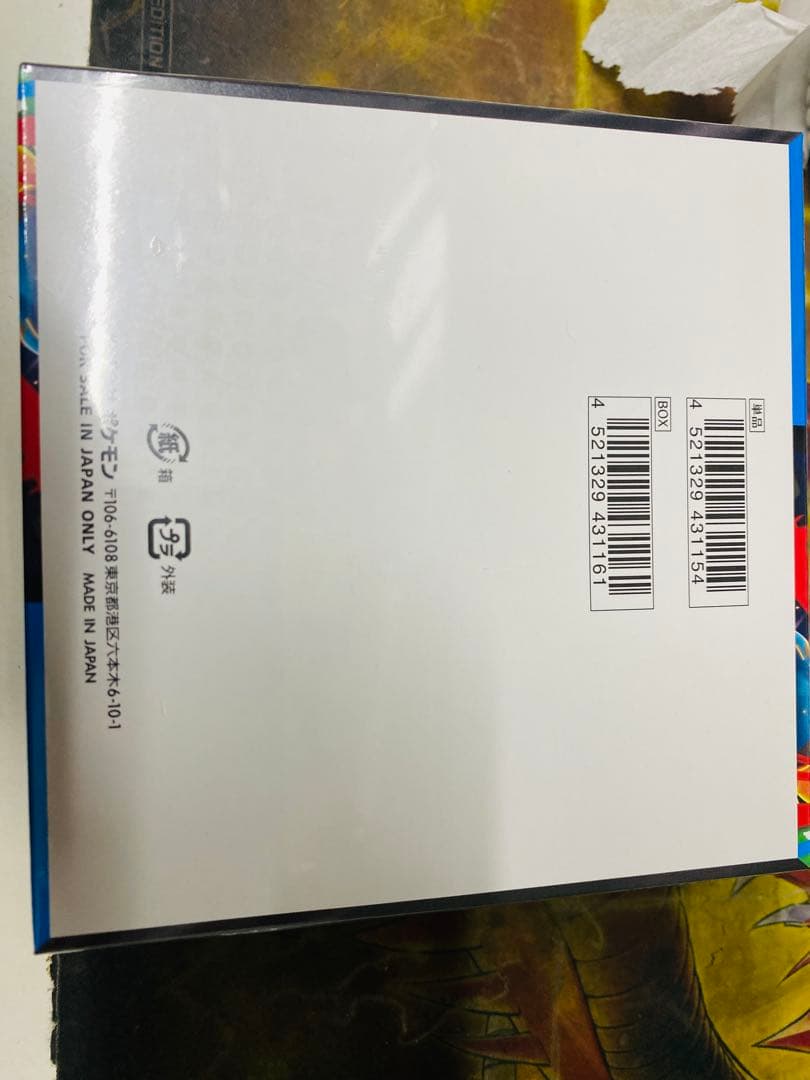 EDITION
単品
4 521329 431154
BOX
4 521329 431161
紙 箱
プラ 外装
ポケモン 〒106-6108 東京都港区六本木6-10-1
FOR SALE IN JAPAN ONLY MADE IN JAPAN